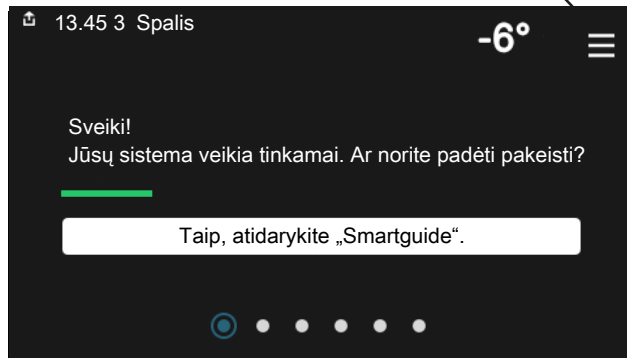 13.45 3 Spalis
-6°
Sveiki!
Jūsų sistema veikia tinkamai. Ar norite padėti pakeisti?
Taip, atidarykite „Smartguide“.